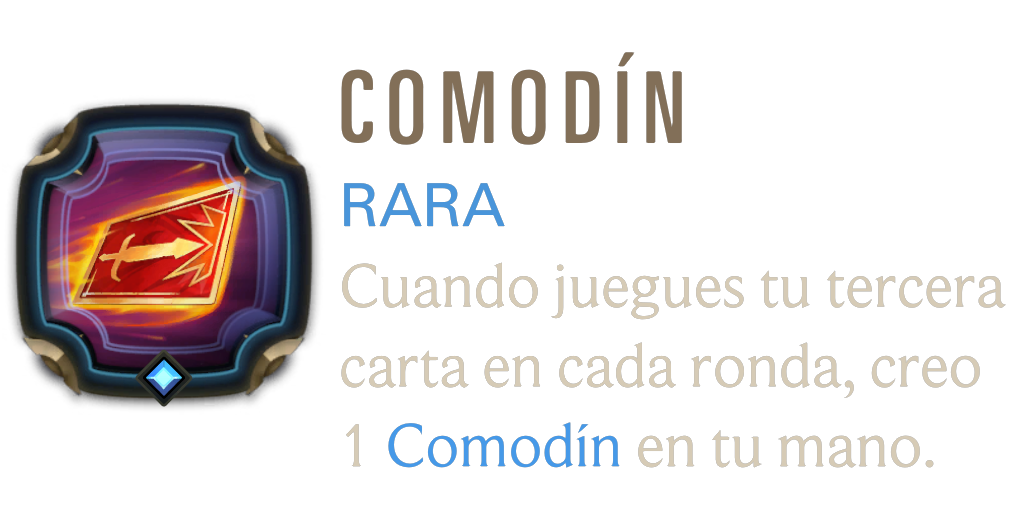 COMODÍN
RARA
Cuando juegues tu tercera
carta en cada ronda, creo
1 Comodín en tu mano.